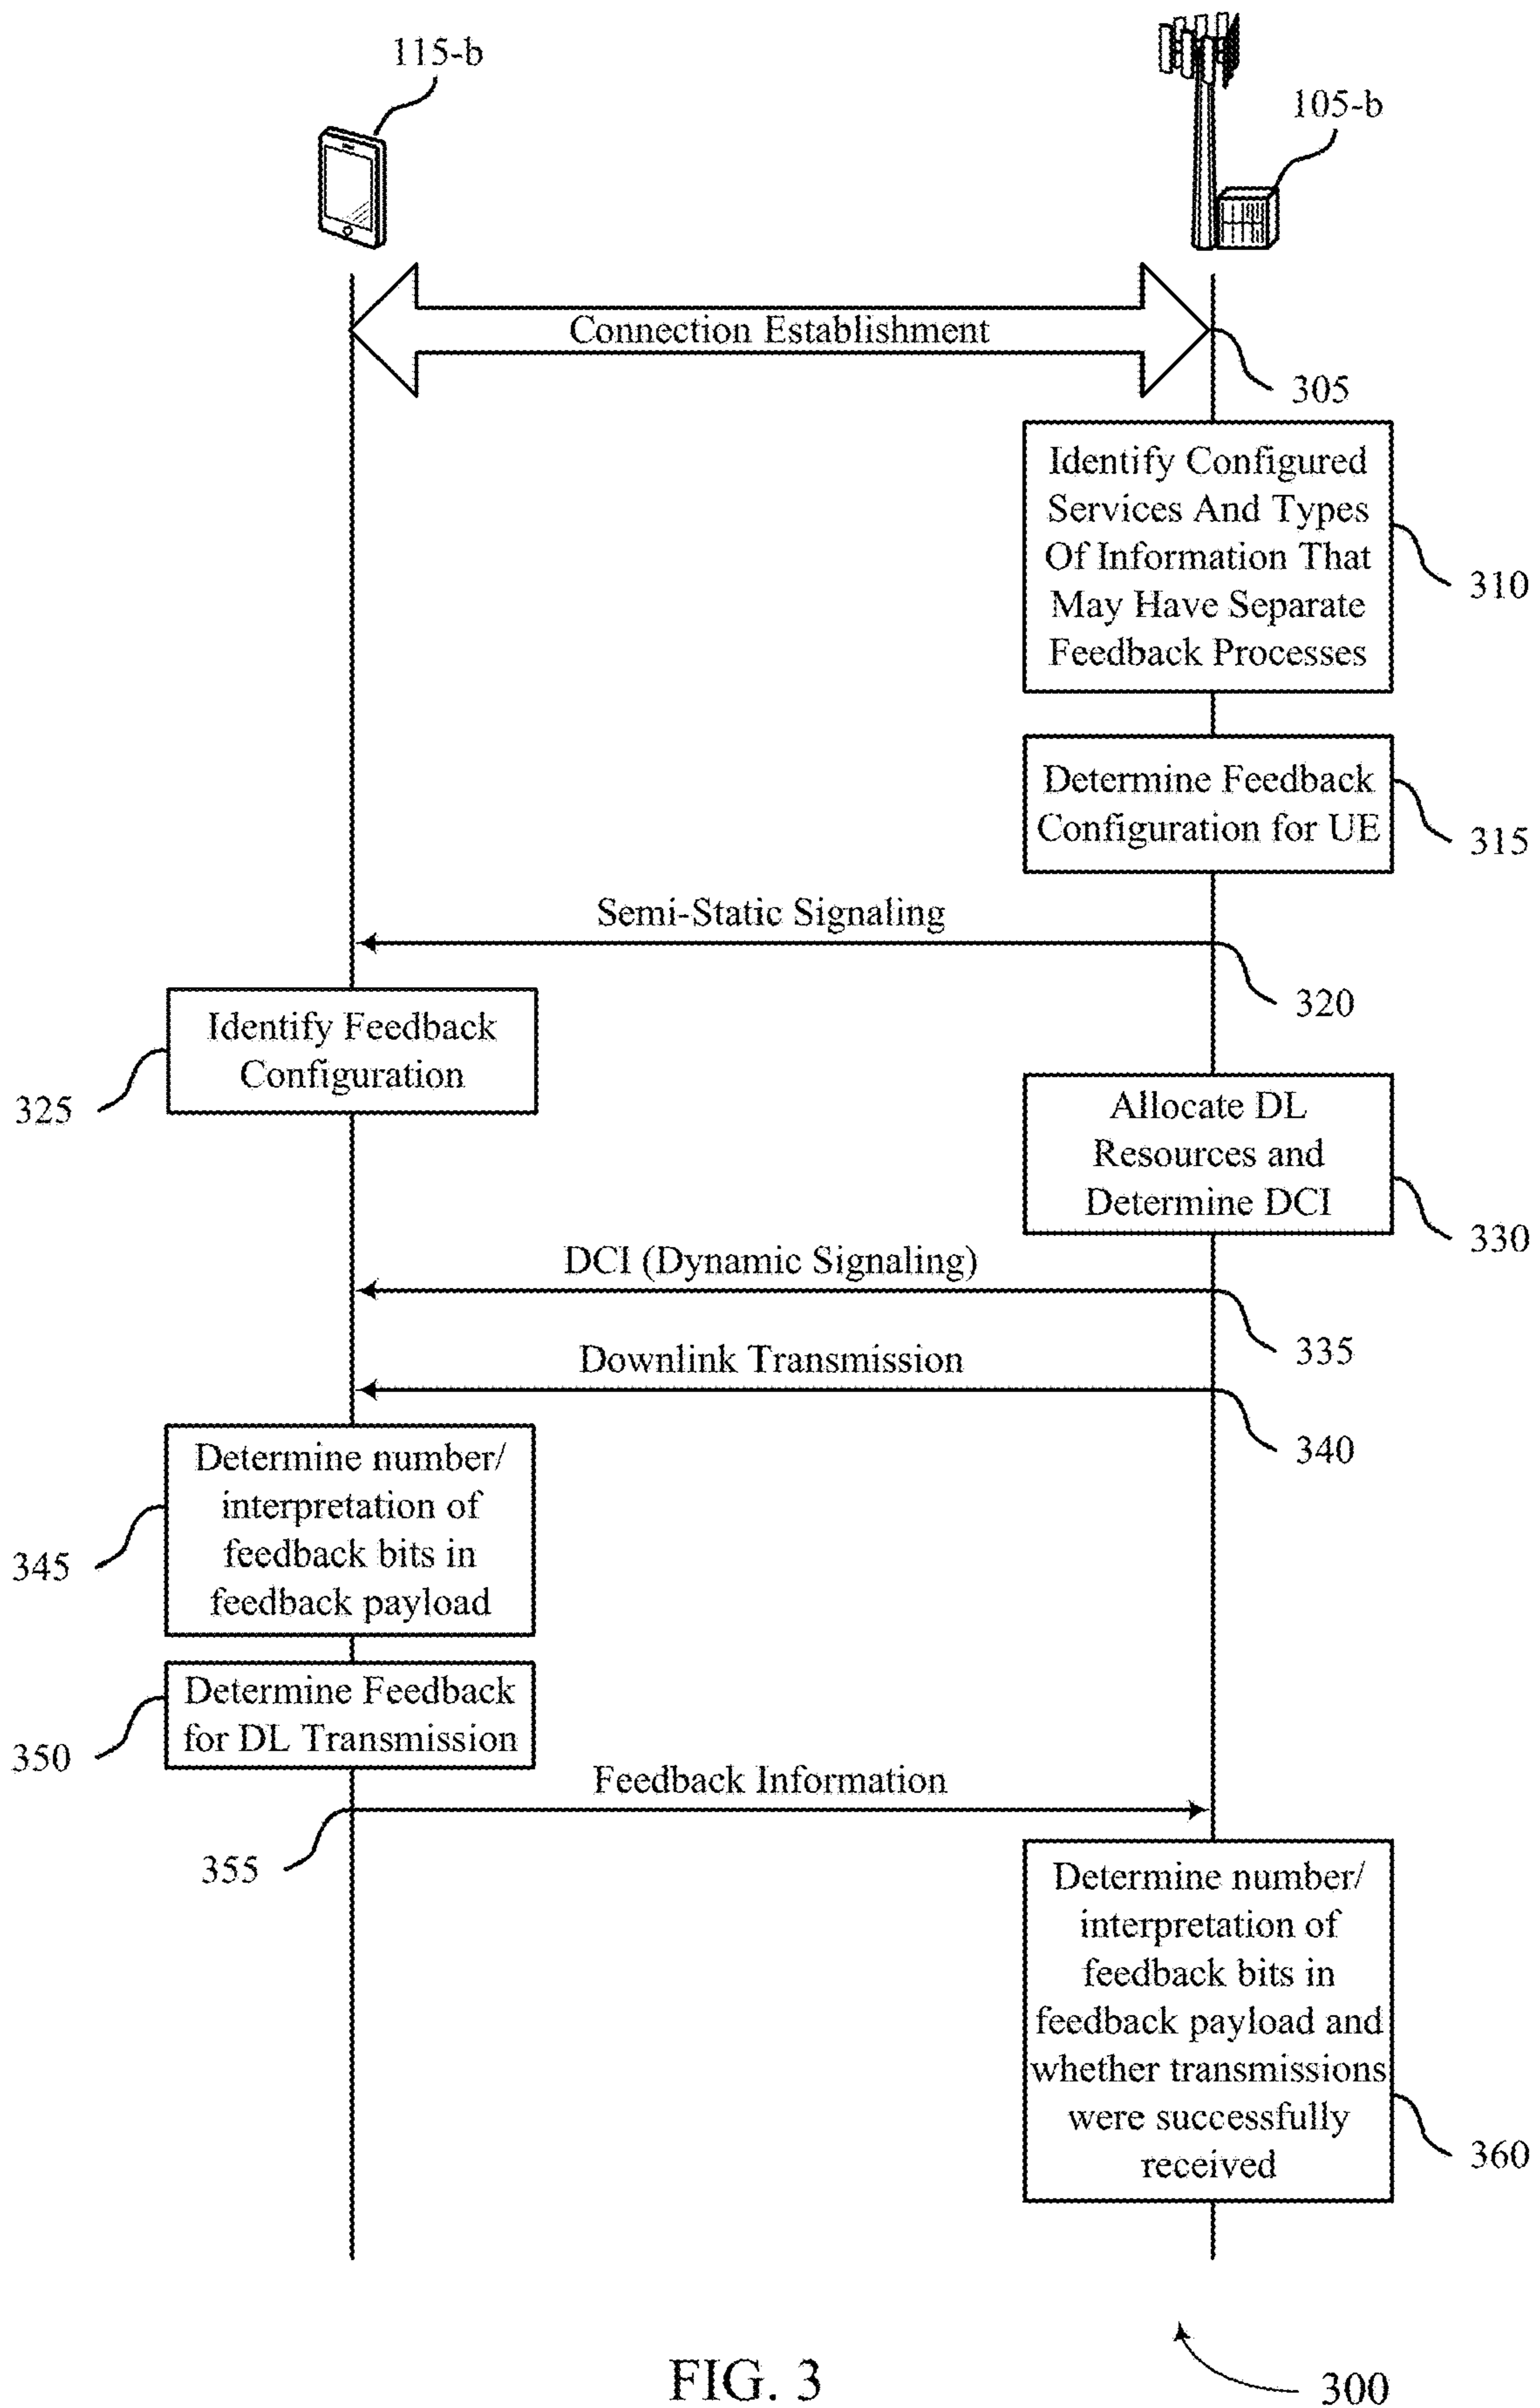 115-b
105-b
Connection Establishment
305
Identify Configured
Services And Types
Of Information That
May Have Separate
Feedback Processes
310
Determine Feedback
Configuration for UE
315
Semi-Static Signaling
320
Identify Feedback
Configuration
325
Allocate DL
Resources and
Determine DCI
330
DCI (Dynamic Signaling)
335
Downlink Transmission
340
Determine number/
interpretation of
feedback bits in
feedback payload
345
Determine Feedback
for DL Transmission
350
Feedback Information
355
Determine number/
interpretation of
feedback bits in
feedback payload and
whether transmissions
were successfully
received
360
FIG. 3
300